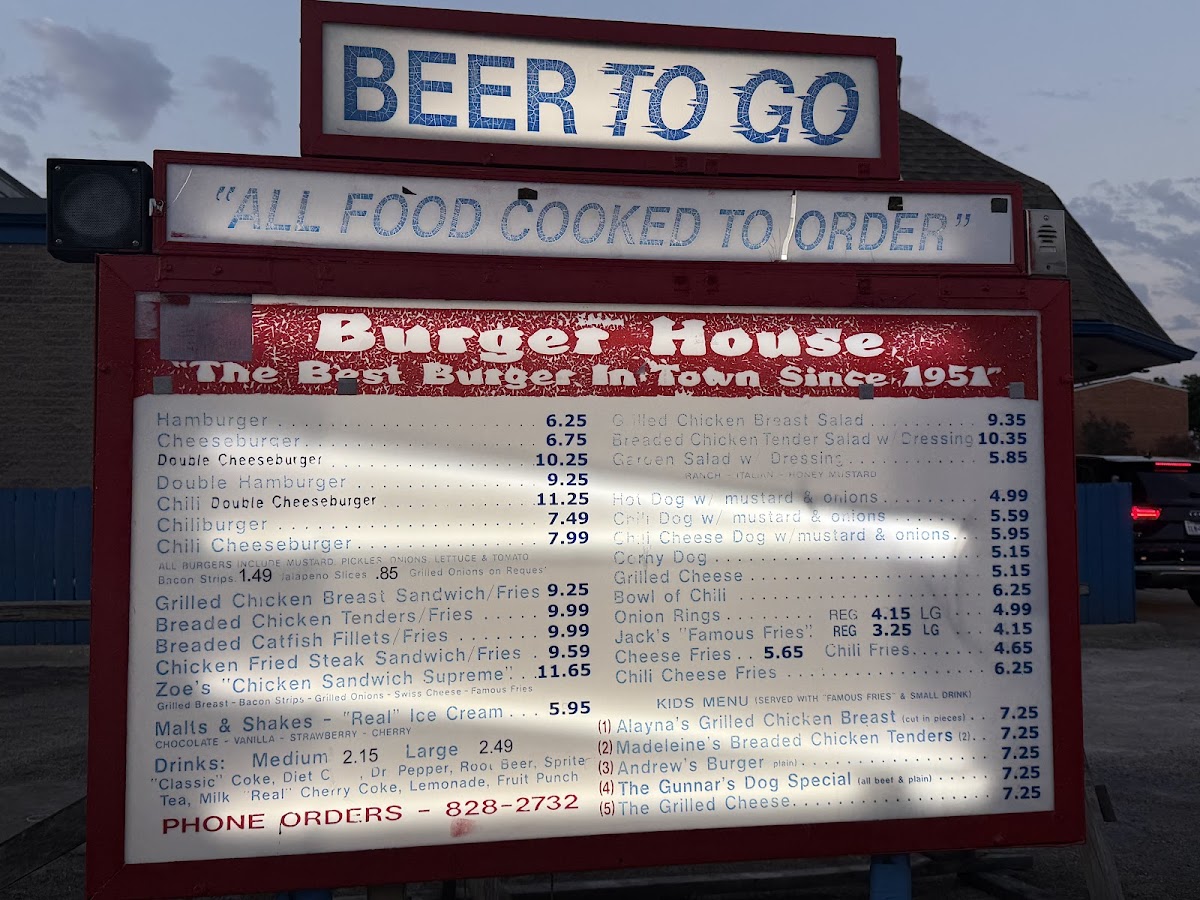 BEER TO GO
"ALL FOOD COOKED TO ORDER"
Burger House
"The Best Burger In Town Since 1951"
Hamburger 6.25
Cheeseburger 6.75
Double Cheeseburger 10.25
Double Hamburger 9.25
Chili Double Cheeseburger 11.25
Chiliburger 7.49
Chili Cheeseburger 7.99
ALL BURGERS INCLUDE MUSTARD, PICKLES, ONIONS, LETTUCE & TOMATO
Bacon Strips 1.49 Jalapeno Slices .85 Grilled Onions on Request
Grilled Chicken Breast Sandwich/Fries 9.25
Breaded Chicken Tenders/Fries 9.99
Breaded Catfish Fillets/Fries 9.99
Chicken Fried Steak Sandwich/Fries 9.59
Zoe's "Chicken Sandwich Supreme" 11.65
Grilled Breast - Bacon Strips - Grilled Onions - Swiss Cheese - Famous Fries
Malts & Shakes - "Real" Ice Cream 5.95
CHOCOLATE - VANILLA - STRAWBERRY - CHERRY
Drinks: Medium 2.15 Large 2.49
"Classic" Coke, Diet C , Dr. Pepper, Root Beer, Sprite
Tea, Milk "Real" Cherry Coke, Lemonade, Fruit Punch
PHONE ORDERS - 828-2732
Grilled Chicken Breast Salad 9.35
Breaded Chicken Tender Salad w/ Dressing 10.35
Garden Salad w/ Dressing 5.85
RANCH - ITALIAN - HONEY MUSTARD
Hot Dog w/ mustard & onions 4.99
Chili Dog w/ mustard & onions 5.59
Chili Cheese Dog w/mustard & onions 5.95
Corny Dog 5.15
Grilled Cheese 5.15
Bowl of Chili 6.25
Onion Rings REG 4.15 LG 4.99
Jack's "Famous Fries" REG 3.25 LG 4.15
Cheese Fries 5.65 Chili Fries 4.65
Chili Cheese Fries 6.25
KIDS MENU (SERVED WITH "FAMOUS FRIES" & SMALL DRINK)
(1) Alayna's Grilled Chicken Breast (cut in pieces) 7.25
(2) Madeleine's Breaded Chicken Tenders (2) 7.25
(3) Andrew's Burger plain) 7.25
(4) The Gunnar's Dog Special (all beef & plain) 7.25
(5) The Grilled Cheese 7.25